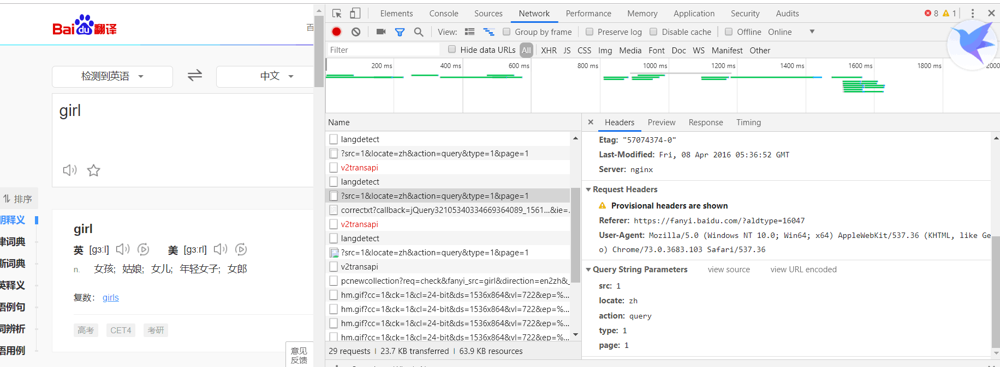 Bai du 翻译
百
检测到英语
中文
girl
排序
明释义
律词典
斯词典
英释义
语例句
词辨析
语用例
girl
英 [gɜːl] 美 [gɜːrl]
n. 女孩; 姑娘; 女儿; 年轻女子; 女郎
复数: girls
高考 CET4 考研
意见
反馈
Elements Console Sources Network Performance Memory Application Security Audits 8 1
View: Group by frame Preserve log Disable cache Offline Online
Filter Hide data URLs All XHR JS CSS Img Media Font Doc WS Manifest Other
200 ms 400 ms 600 ms 800 ms 1000 ms 1200 ms 1400 ms 1600 ms 1800 ms 2000
Name
langdetect
?src=1&locate=zh&action=query&type=1&page=1
v2transapi
langdetect
?src=1&locate=zh&action=query&type=1&page=1
correctxt?callback=jQuery32105340334669364089_1561...&ie=...
v2transapi
langdetect
?src=1&locate=zh&action=query&type=1&page=1
v2transapi
pcnewcollection?req=check&fanyi_src=girl&direction=en2zh&_
hm.gif?cc=1&ck=1&cl=24-bit&ds=1536x864&vl=722&ep=%...
hm.gif?cc=1&ck=1&cl=24-bit&ds=1536x864&vl=722&ep=%...
hm.gif?cc=1&ck=1&cl=24-bit&ds=1536x864&vl=722&ep=%...
hm.gif?cc=1&ck=1&cl=24-bit&ds=1536x864&vl=722&ep=%...
29 requests | 23.7 KB transferred | 63.9 KB resources
Headers Preview Response Timing
Etag: "57074374-0"
Last-Modified: Fri, 08 Apr 2016 05:36:52 GMT
Server: nginx
Request Headers
Provisional headers are shown
Referer: https://fanyi.baidu.com/?aldtype=16047
User-Agent: Mozilla/5.0 (Windows NT 10.0; Win64; x64) AppleWebKit/537.36 (KHTML, like Ge
o) Chrome/73.0.3683.103 Safari/537.36
Query String Parameters view source view URL encoded
src: 1
locate: zh
action: query
type: 1
page: 1